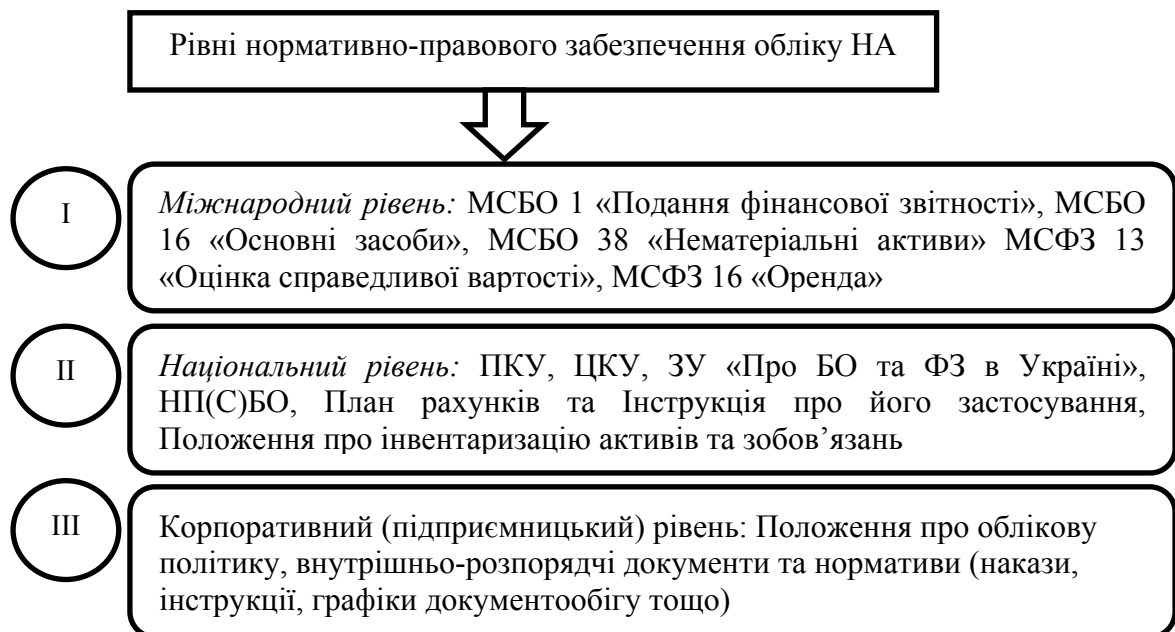 Рівні нормативно-правового забезпечення обліку НА
I
Міжнародний рівень: МСБО 1 «Подання фінансової звітності», МСБО
16 «Основні засоби», МСБО 38 «Нематеріальні активи» МСФЗ 13
«Оцінка справедливої вартості», МСФЗ 16 «Оренда»
II
Національний рівень: ПКУ, ЦКУ, ЗУ «Про БО та ФЗ в Україні»,
НП(С)БО, План рахунків та Інструкція про його застосування,
Положення про інвентаризацію активів та зобов’язань
III
Корпоративний (підприємницький) рівень: Положення про облікову
політику, внутрішньо-розпорядчі документи та нормативи (накази,
інструкції, графіки документообігу тощо)